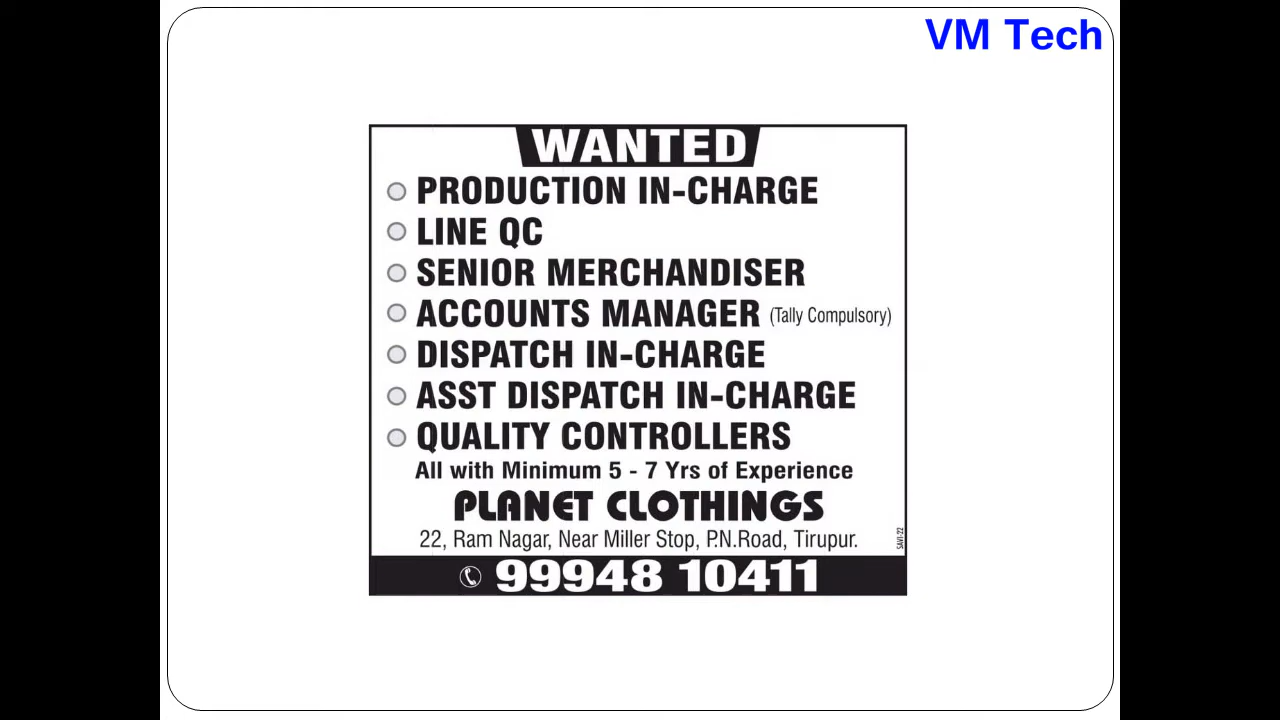 VM Tech
WANTED
PRODUCTION IN-CHARGE
LINE QC
SENIOR MERCHANDISER
ACCOUNTS MANAGER (Tally Compulsory)
DISPATCH IN-CHARGE
ASST DISPATCH IN-CHARGE
QUALITY CONTROLLERS
All with Minimum 5 - 7 Yrs of Experience
PLANET CLOTHINGS
22, Ram Nagar, Near Miller Stop, P.N.Road, Tirupur.
SAVI-22
99948 10411